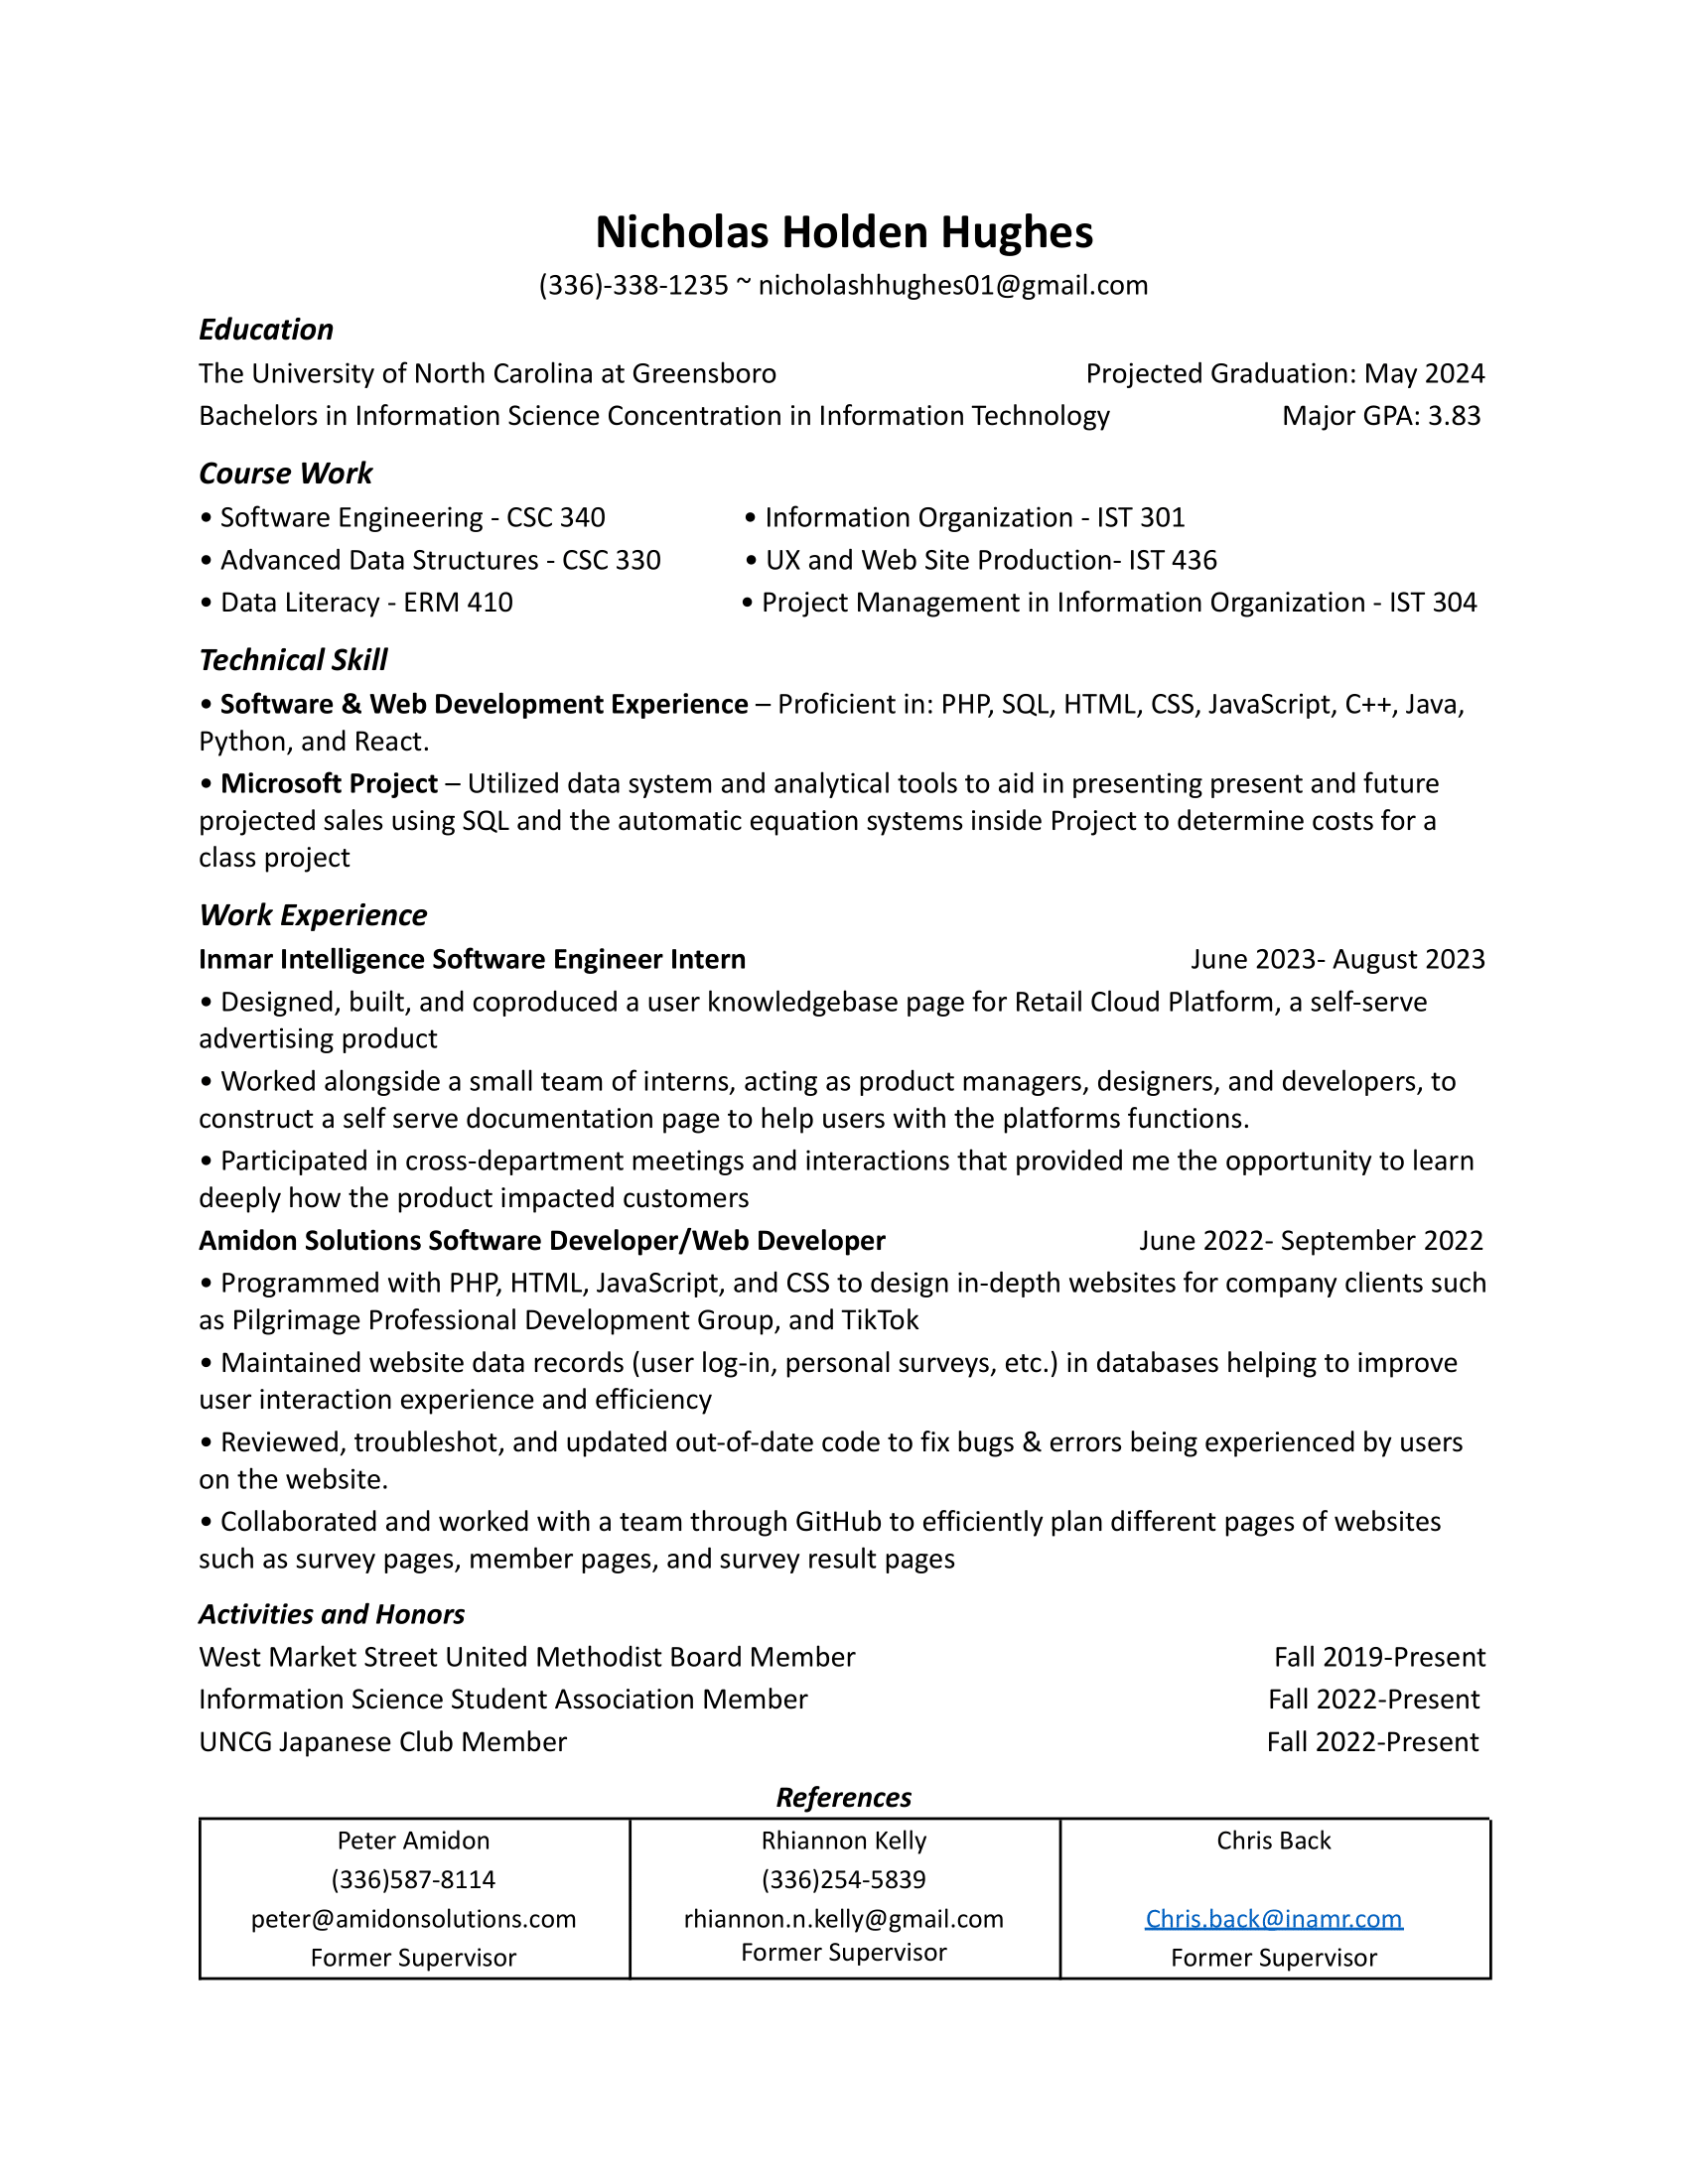 Nicholas Holden Hughes
(336)-338-1235 ~ nicholashhughes01@gmail.com
Education
The University of North Carolina at Greensboro Projected Graduation: May 2024
Bachelors in Information Science Concentration in Information Technology Major GPA: 3.83
Course Work
• Software Engineering - CSC 340 • Information Organization - IST 301
• Advanced Data Structures - CSC 330 • UX and Web Site Production- IST 436
• Data Literacy - ERM 410 • Project Management in Information Organization - IST 304
Technical Skill
• Software & Web Development Experience – Proficient in: PHP, SQL, HTML, CSS, JavaScript, C++, Java,
Python, and React.
• Microsoft Project – Utilized data system and analytical tools to aid in presenting present and future
projected sales using SQL and the automatic equation systems inside Project to determine costs for a
class project
Work Experience
Inmar Intelligence Software Engineer Intern June 2023- August 2023
• Designed, built, and coproduced a user knowledgebase page for Retail Cloud Platform, a self-serve
advertising product
• Worked alongside a small team of interns, acting as product managers, designers, and developers, to
construct a self serve documentation page to help users with the platforms functions.
• Participated in cross-department meetings and interactions that provided me the opportunity to learn
deeply how the product impacted customers
Amidon Solutions Software Developer/Web Developer June 2022- September 2022
• Programmed with PHP, HTML, JavaScript, and CSS to design in-depth websites for company clients such
as Pilgrimage Professional Development Group, and TikTok
• Maintained website data records (user log-in, personal surveys, etc.) in databases helping to improve
user interaction experience and efficiency
• Reviewed, troubleshot, and updated out-of-date code to fix bugs & errors being experienced by users
on the website.
• Collaborated and worked with a team through GitHub to efficiently plan different pages of websites
such as survey pages, member pages, and survey result pages
Activities and Honors
West Market Street United Methodist Board Member Fall 2019-Present
Information Science Student Association Member Fall 2022-Present
UNCG Japanese Club Member Fall 2022-Present
References
Peter Amidon
(336)587-8114
peter@amidonsolutions.com
Former Supervisor
Rhiannon Kelly
(336)254-5839
rhiannon.n.kelly@gmail.com
Former Supervisor
Chris Back
Chris.back@inamr.com
Former Supervisor